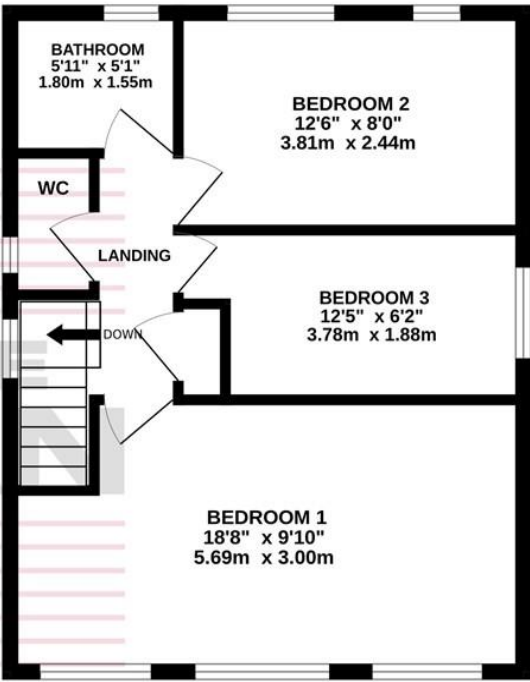 BATHROOM
5'11" x 5'1"
1.80m x 1.55m
BEDROOM 2
12'6" x 8'0"
3.81m x 2.44m
WC
LANDING
BEDROOM 3
12'5" x 6'2"
3.78m x 1.88m
DOWN
BEDROOM 1
18'8" x 9'10"
5.69m x 3.00m